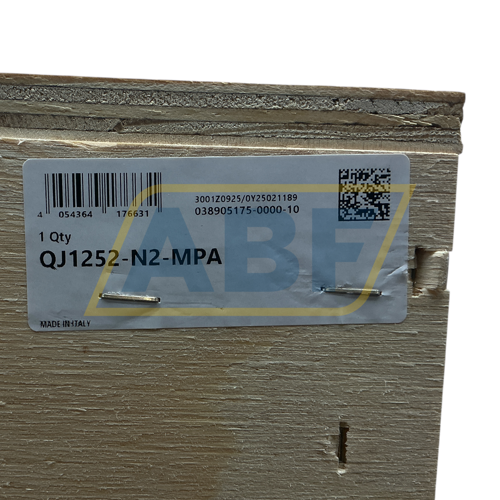 4 054364 176631
3001Z0925/0Y25021189
038905175-0000-10
1 Qty
QJ1252-N2-MPA
ABF
MADE IN ITALY